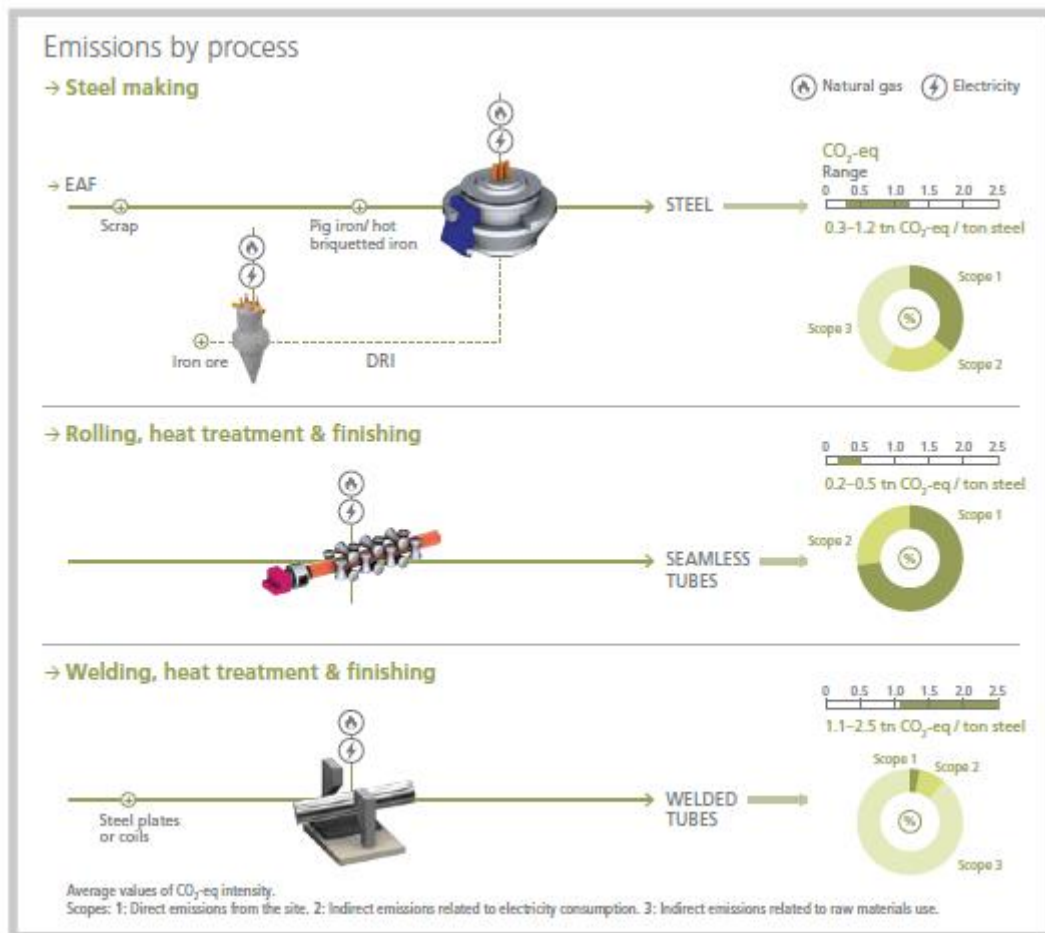 Emissions by process
→ Steel making
Natural gas
Electricity
CO₂-eq
Range
0 0.5 1.0 1.5 2.0 2.5
0.3–1.2 tn CO₂-eq / ton steel
→ EAF
Scrap
Pig iron/ hot
briquetted iron
STEEL
Scope 1
%
Scope 3
Scope 2
Iron ore
DRI
→ Rolling, heat treatment & finishing
0 0.5 1.0 1.5 2.0 2.5
0.2–0.5 tn CO₂-eq / ton steel
Scope 1
Scope 2
%
SEAMLESS
TUBES
→ Welding, heat treatment & finishing
0 0.5 1.0 1.5 2.0 2.5
1.1–2.5 tn CO₂-eq / ton steel
Scope 1
Scope 2
%
Scope 3
Steel plates
or coils
WELDED
TUBES
Average values of CO₂-eq intensity.
Scopes: 1: Direct emissions from the site. 2: Indirect emissions related to electricity consumption. 3: Indirect emissions related to raw materials use.